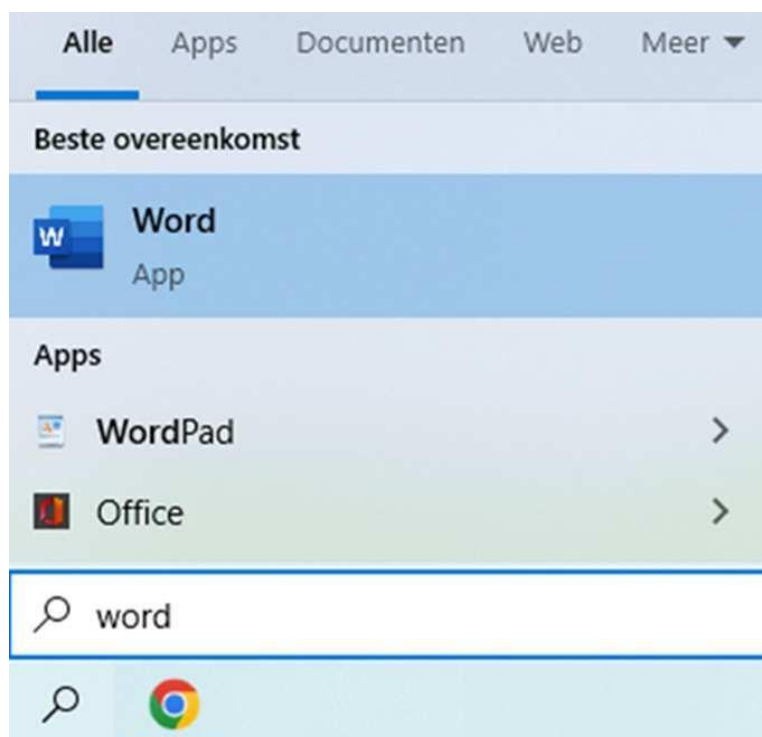 Alle Apps Documenten Web Meer
Beste overeenkomst
W Word
App
Apps
WordPad
Office
word